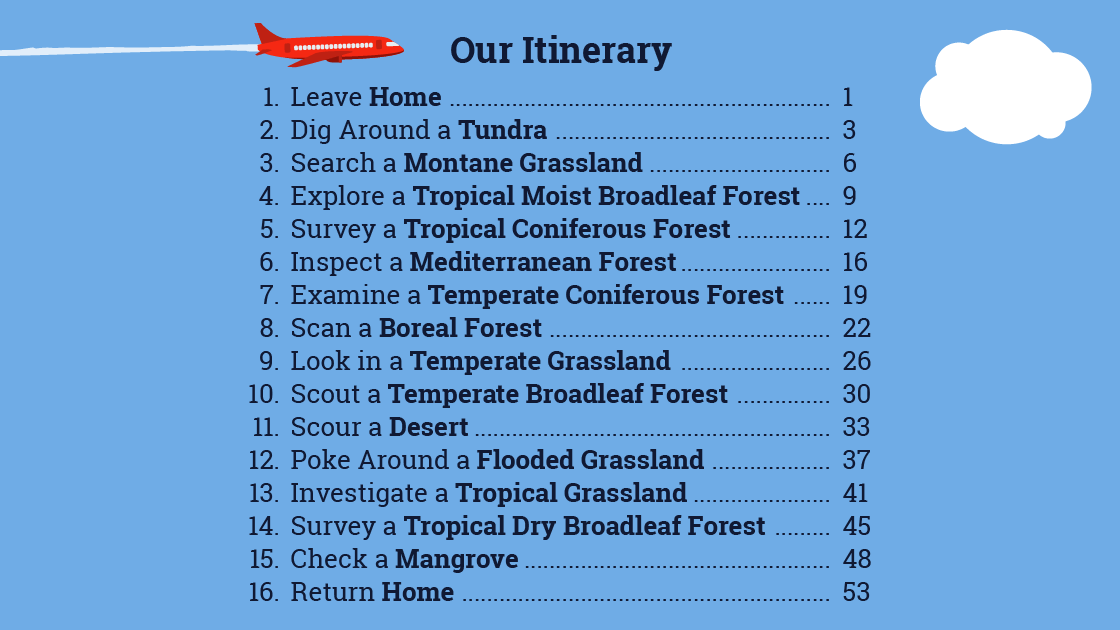 Our Itinerary
1. Leave Home ............................................................. 1
2. Dig Around a Tundra ............................................ 3
3. Search a Montane Grassland ............................. 6
4. Explore a Tropical Moist Broadleaf Forest .... 9
5. Survey a Tropical Coniferous Forest ............... 12
6. Inspect a Mediterranean Forest ........................ 16
7. Examine a Temperate Coniferous Forest ...... 19
8. Scan a Boreal Forest ............................................. 22
9. Look in a Temperate Grassland ........................ 26
10. Scout a Temperate Broadleaf Forest ............... 30
11. Scour a Desert ......................................................... 33
12. Poke Around a Flooded Grassland ................... 37
13. Investigate a Tropical Grassland ...................... 41
14. Survey a Tropical Dry Broadleaf Forest ......... 45
15. Check a Mangrove ................................................. 48
16. Return Home ........................................................... 53